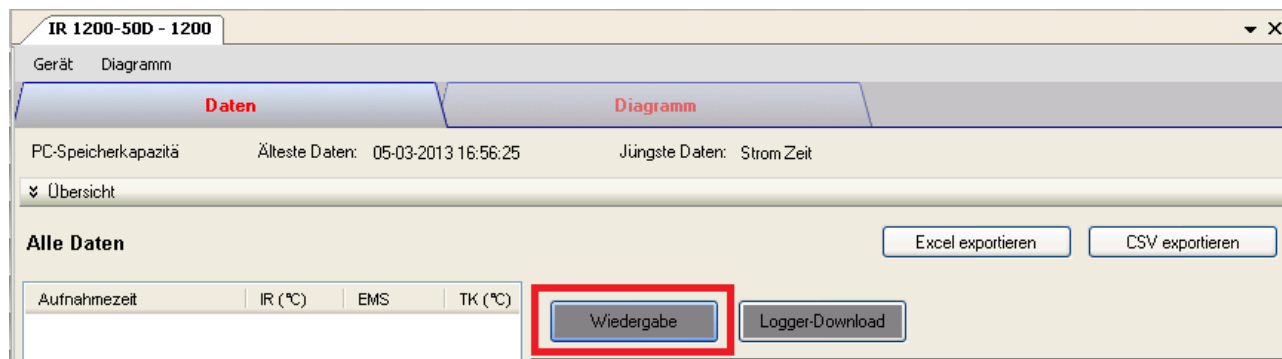 IR 1200-50D - 1200
Gerät Diagramm
Daten Diagramm
PC-Speicherkapazitä Älteste Daten: 05-03-2013 16:56:25 Jüngste Daten: Strom Zeit
Übersicht
Alle Daten Excel exportieren CSV exportieren
Aufnahmezeit IR (°C) EMS TK (°C)
Wiedergabe Logger-Download